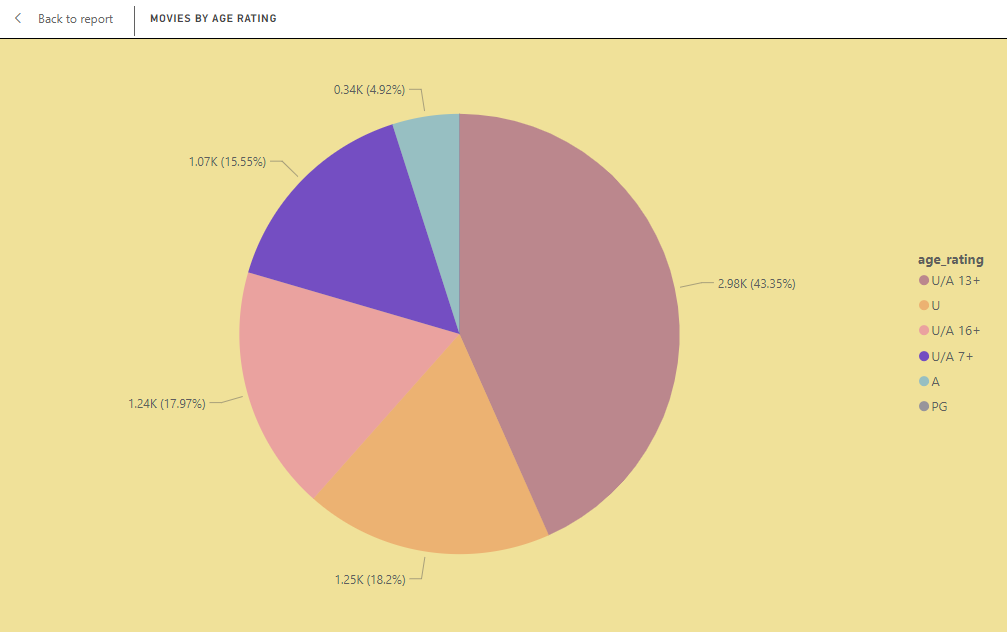 Back to report
MOVIES BY AGE RATING
0.34K (4.92%)
1.07K (15.55%)
2.98K (43.35%)
1.24K (17.97%)
1.25K (18.2%)
age_rating
U/A 13+
U
U/A 16+
U/A 7+
A
PG